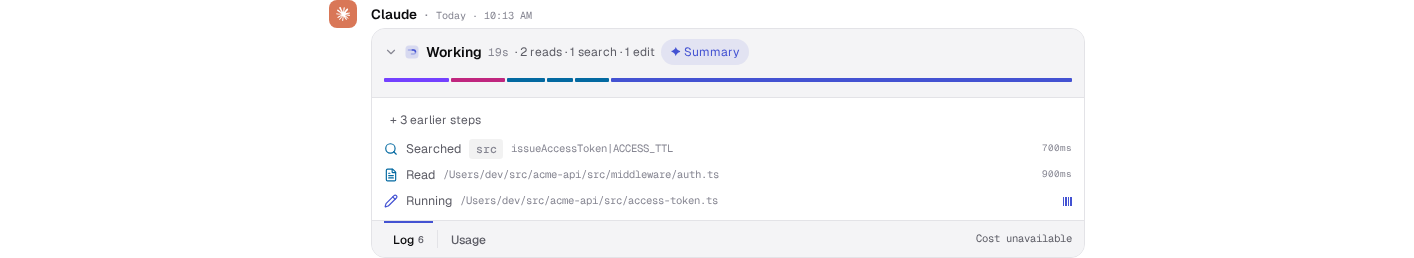 Claude · Today · 10:13 AM
Working 19s · 2 reads · 1 search · 1 edit Summary
+ 3 earlier steps
Searched src issueAccessToken|ACCESS_TTL 700ms
Read /Users/dev/src/acme-api/src/middleware/auth.ts 900ms
Running /Users/dev/src/acme-api/src/access-token.ts
Log 6 Usage Cost unavailable